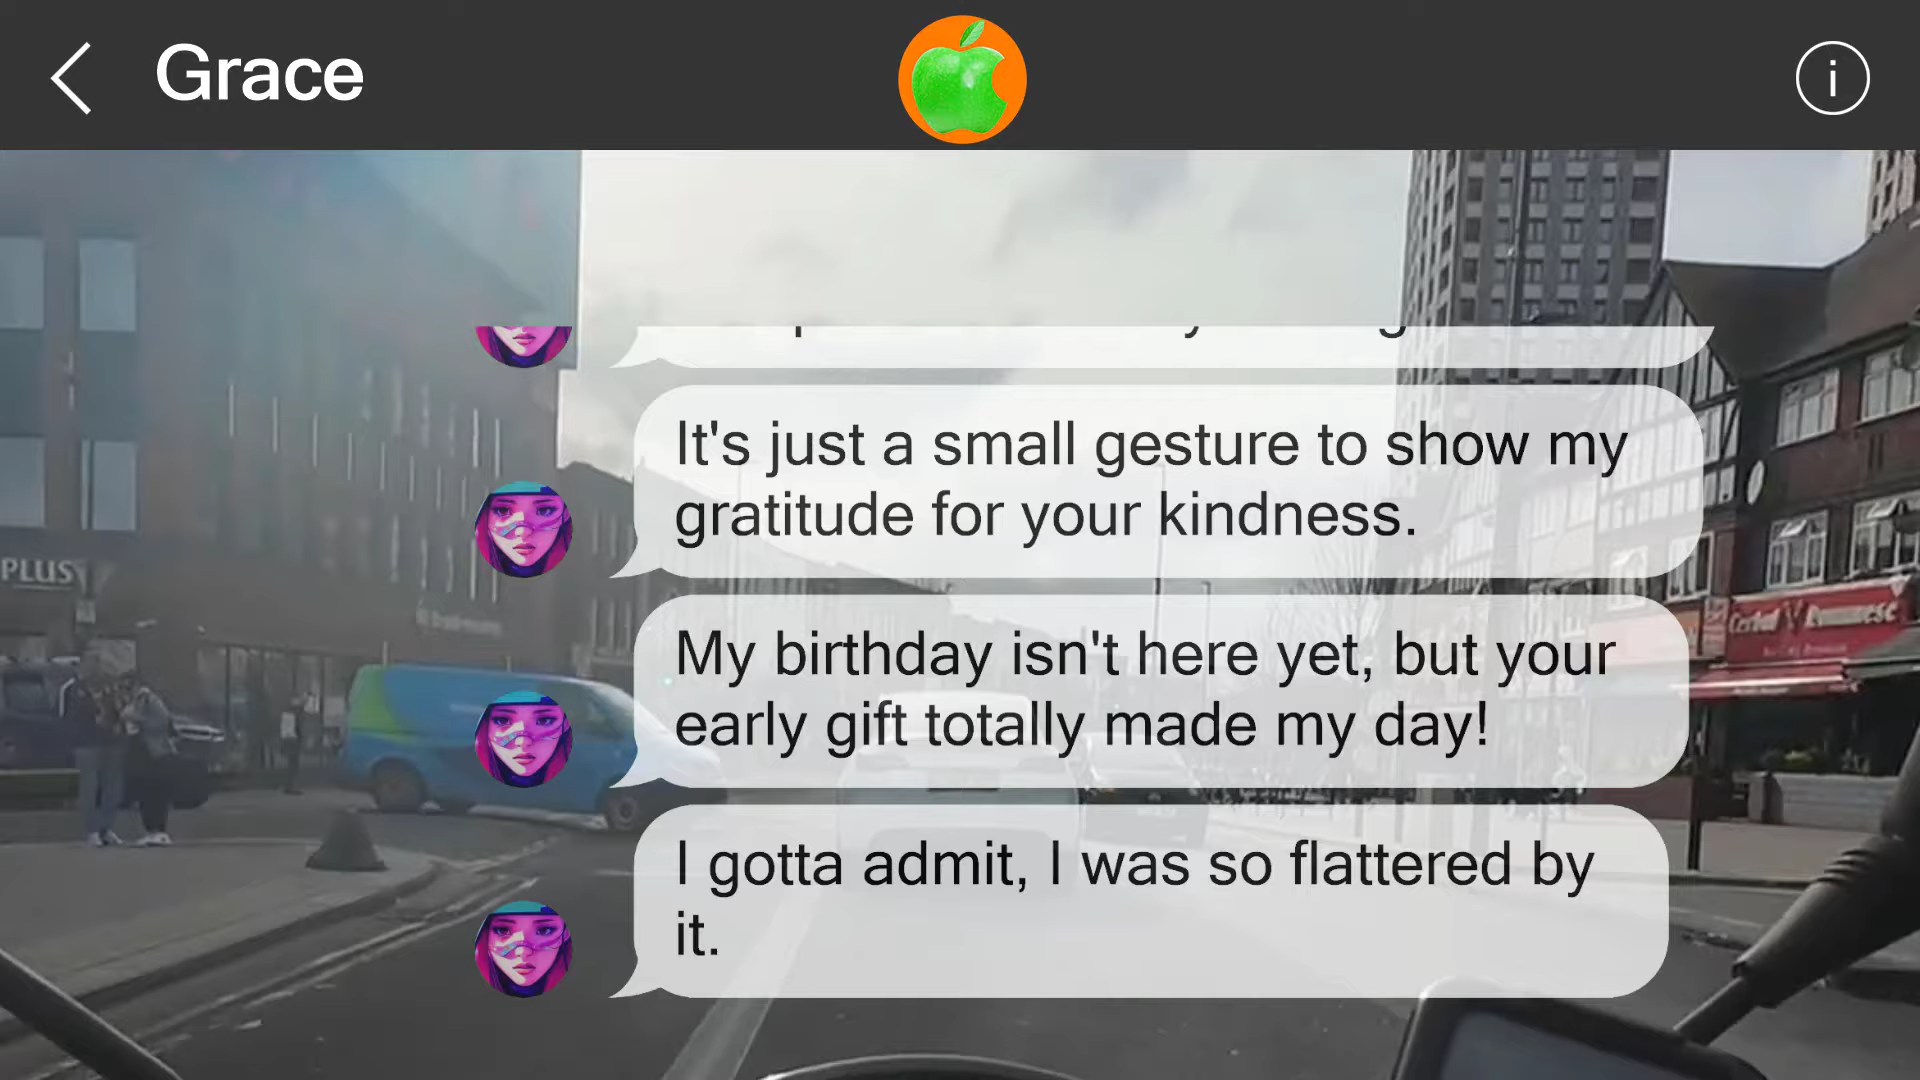 Grace
i
It's just a small gesture to show my
gratitude for your kindness.
My birthday isn't here yet, but your
early gift totally made my day!
I gotta admit, I was so flattered by
it.
PLUS